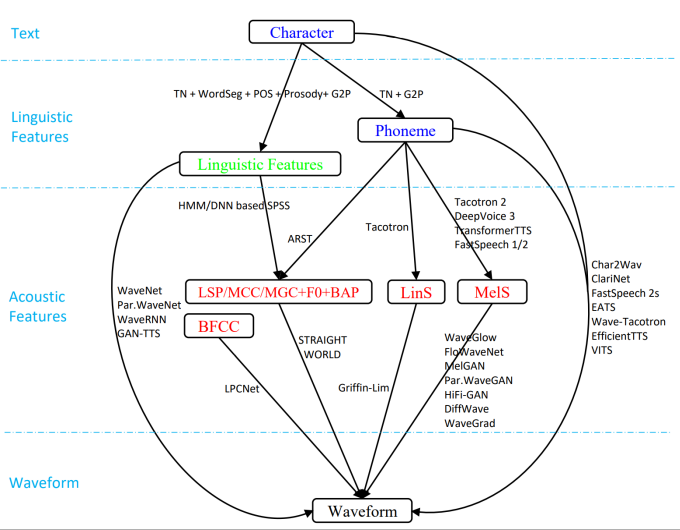 Text
Character
TN + WordSeg + POS + Prosody+ G2P
TN + G2P
Linguistic
Features
Phoneme
Linguistic Features
HMM/DNN based SPSS
ARST
Tacotron
Tacotron 2
DeepVoice 3
TransformerTTS
FastSpeech 1/2
Acoustic
Features
WaveNet
Par.WaveNet
WaveRNN
GAN-TTS
LSP/MCC/MGC+F0+BAP
LinS
MelS
Char2Wav
ClariNet
FastSpeech 2s
EATS
Wave-Tacotron
EfficientTTS
VITS
BFCC
STRAIGHT
WORLD
LPCNet
Griffin-Lim
WaveGlow
FloWaveNet
MelGAN
Par.WaveGAN
HiFi-GAN
DiffWave
WaveGrad
Waveform
Waveform